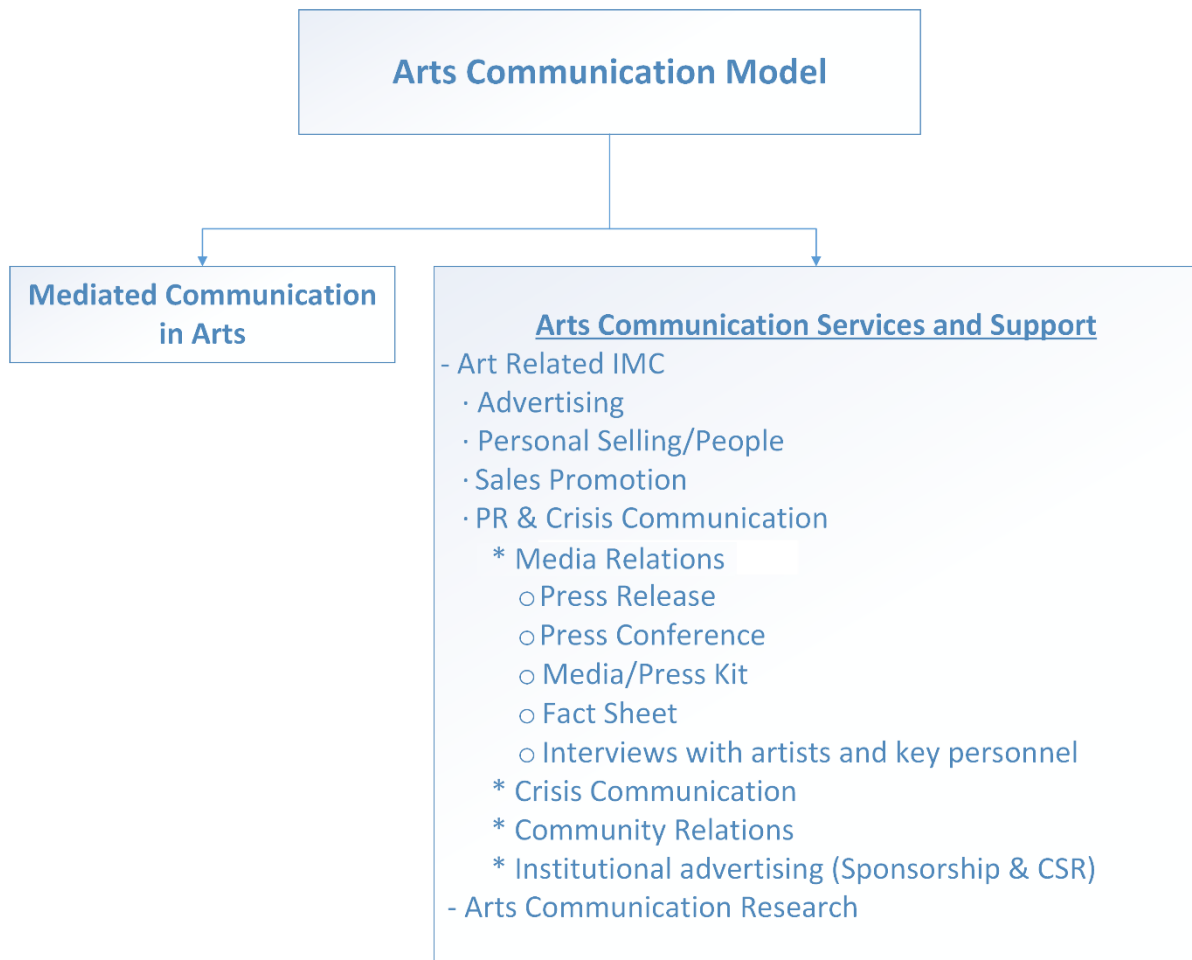 Arts Communication Model
Mediated Communication
in Arts
Arts Communication Services and Support
- Art Related IMC
· Advertising
· Personal Selling/People
· Sales Promotion
· PR & Crisis Communication
* Media Relations
o Press Release
o Press Conference
o Media/Press Kit
o Fact Sheet
o Interviews with artists and key personnel
* Crisis Communication
* Community Relations
* Institutional advertising (Sponsorship & CSR)
- Arts Communication Research